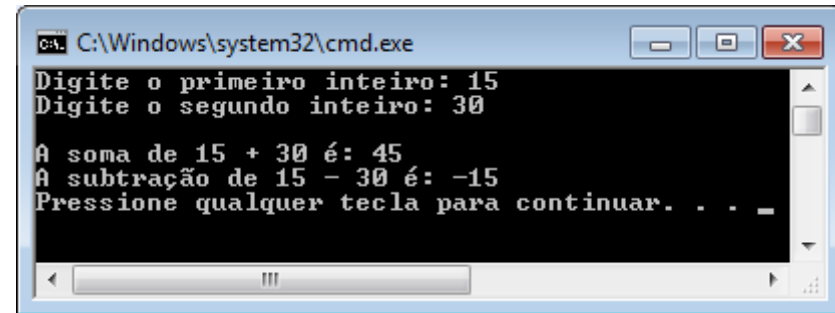 C:\Windows\system32\cmd.exe
Digite o primeiro inteiro: 15
Digite o segundo inteiro: 30
A soma de 15 + 30 é: 45
A subtração de 15 - 30 é: -15
Pressione qualquer tecla para continuar. . . _